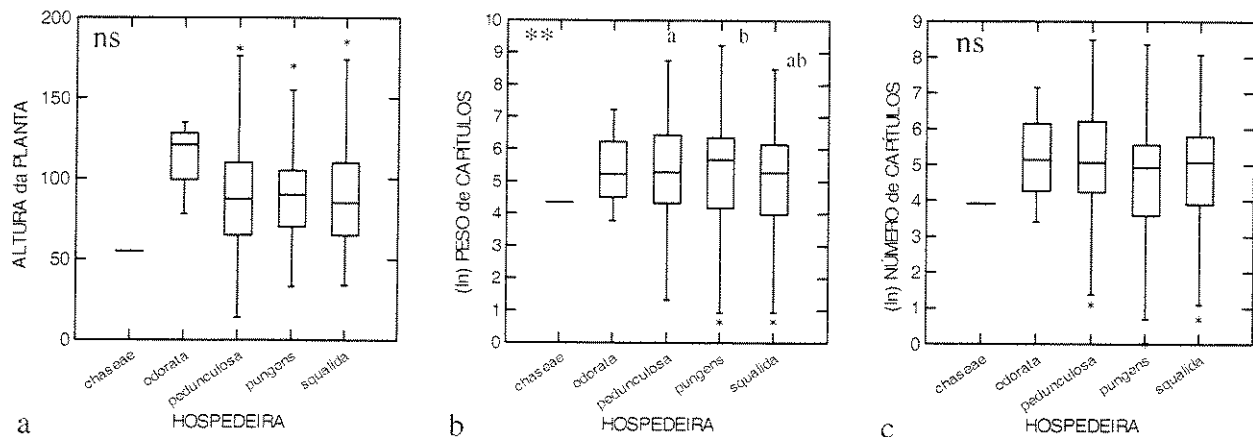 200
150
100
50
0
ALTURA da PLANTA
ns
*
*
*
chaseae
odorata
pedunculosa
pungens
squalida
HOSPEDEIRA
a
10
9
8
7
6
5
4
3
2
1
0
(ln) PESO de CAPÍTULOS
**
a
b
ab
*
*
chaseae
odorata
pedunculosa
pungens
squalida
HOSPEDEIRA
b
9
8
7
6
5
4
3
2
1
0
(ln) NÚMERO de CAPÍTULOS
ns
*
*
*
chaseae
odorata
pedunculosa
pungens
squalida
HOSPEDEIRA
c